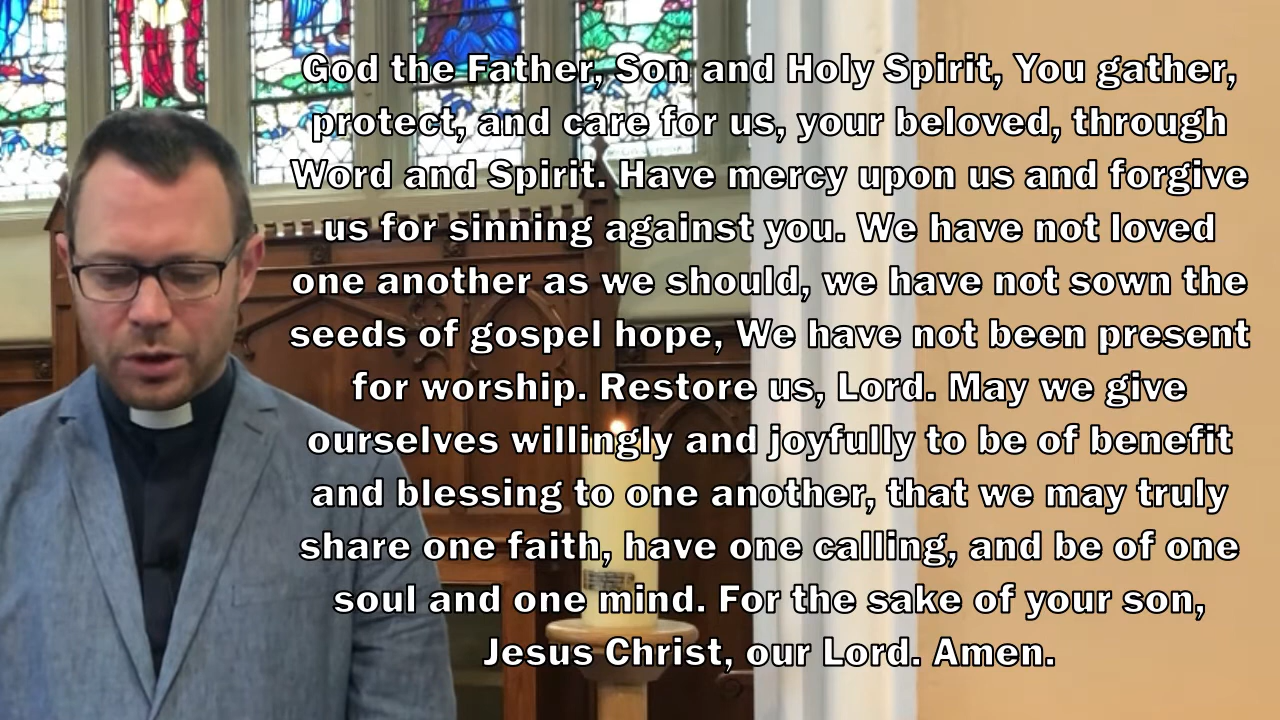 God the Father, Son and Holy Spirit, You gather,
protect, and care for us, your beloved, through
Word and Spirit. Have mercy upon us and forgive
us for sinning against you. We have not loved
one another as we should, we have not sown the
seeds of gospel hope, We have not been present
for worship. Restore us, Lord. May we give
ourselves willingly and joyfully to be of benefit
and blessing to one another, that we may truly
share one faith, have one calling, and be of one
soul and one mind. For the sake of your son,
Jesus Christ, our Lord. Amen.